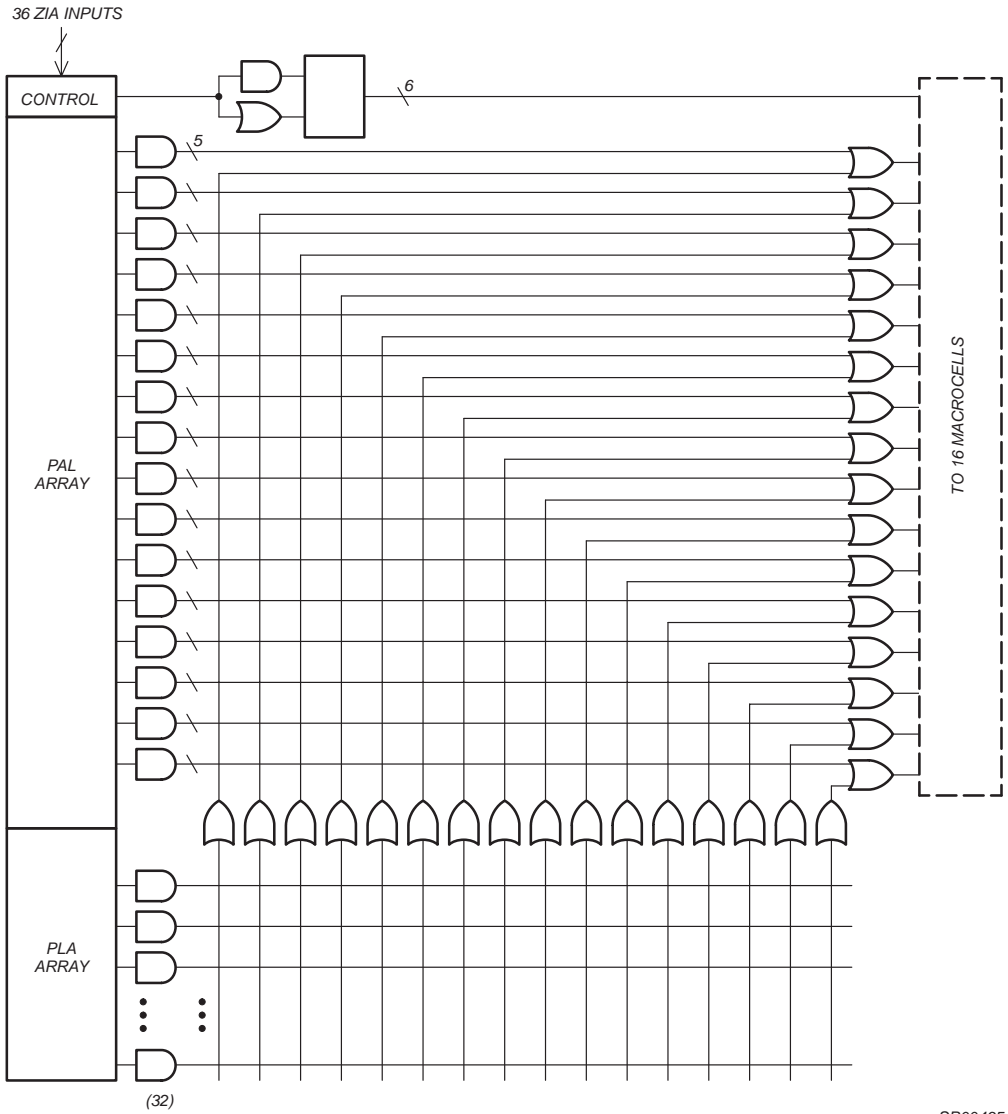 36 ZIA INPUTS
CONTROL
6
5
PAL
ARRAY
TO 16 MACROCELLS
PLA
ARRAY
(32)